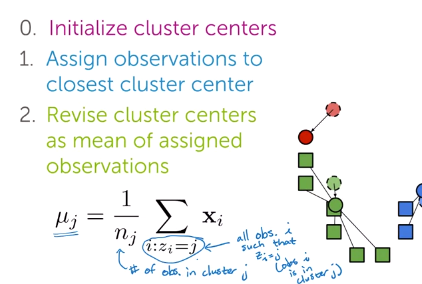 0. Initialize cluster centers
1. Assign observations to
closest cluster center
2. Revise cluster centers
as mean of assigned
observations
μj = 1/nj ∑ i:zi=j xi
all obs. i
such that
zi=j
(obs i
is in
cluster j)
# of obs. in cluster j